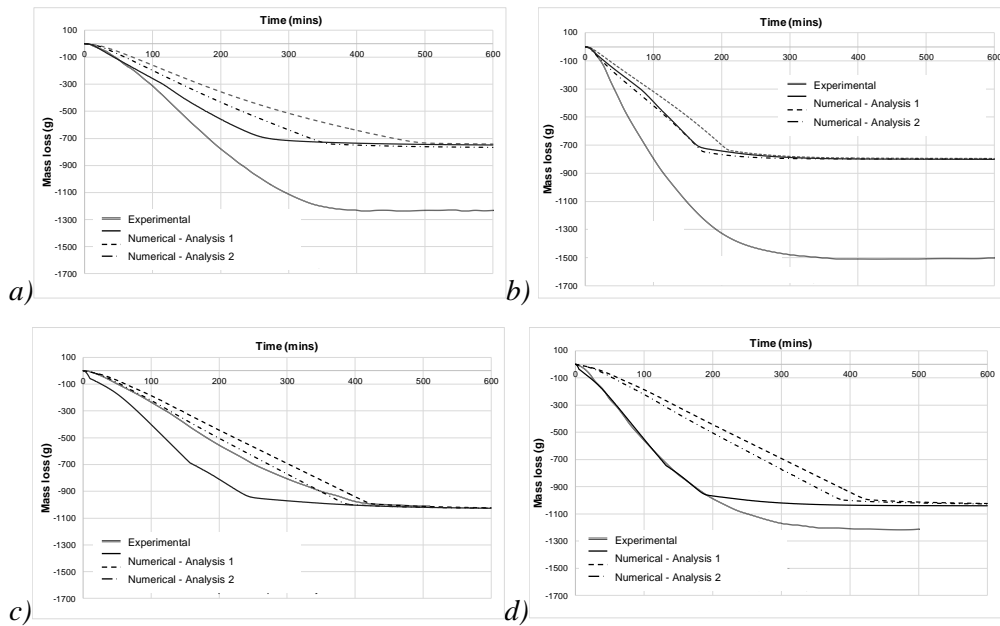 Time (mins)
100
0 100 200 300 400 500 600
-100
-300
-500
-700
-900
-1100
-1300
-1500
-1700
Mass loss (g)
Experimental
Numerical - Analysis 1
Numerical - Analysis 2
a)
Time (mins)
100
0 100 200 300 400 500 600
-100
-300
-500
-700
-900
-1100
-1300
-1500
-1700
Mass loss (g)
Experimental
Numerical - Analysis 1
Numerical - Analysis 2
b)
Time (mins)
100
0 100 200 300 400 500 600
-100
-300
-500
-700
-900
-1100
-1300
-1500
-1700
Mass loss (g)
Experimental
Numerical - Analysis 1
Numerical - Analysis 2
c)
Time (mins)
100
0 100 200 300 400 500 600
-100
-300
-500
-700
-900
-1100
-1300
-1500
-1700
Mass loss (g)
Experimental
Numerical - Analysis 1
Numerical - Analysis 2
d)